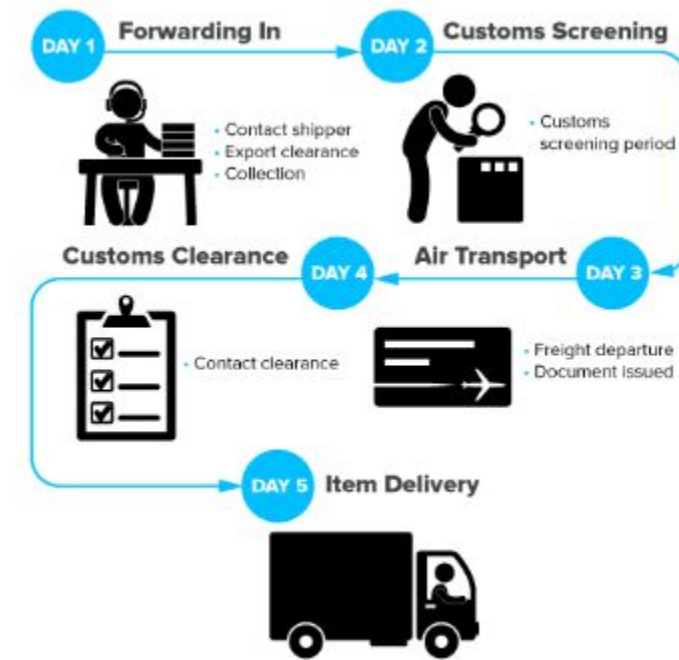 DAY 1
Forwarding In
• Contact shipper
• Export clearance
• Collection
DAY 2
Customs Screening
• Customs
screening period
DAY 3
Air Transport
• Freight departure
• Document issued
DAY 4
Customs Clearance
• Contact clearance
DAY 5
Item Delivery